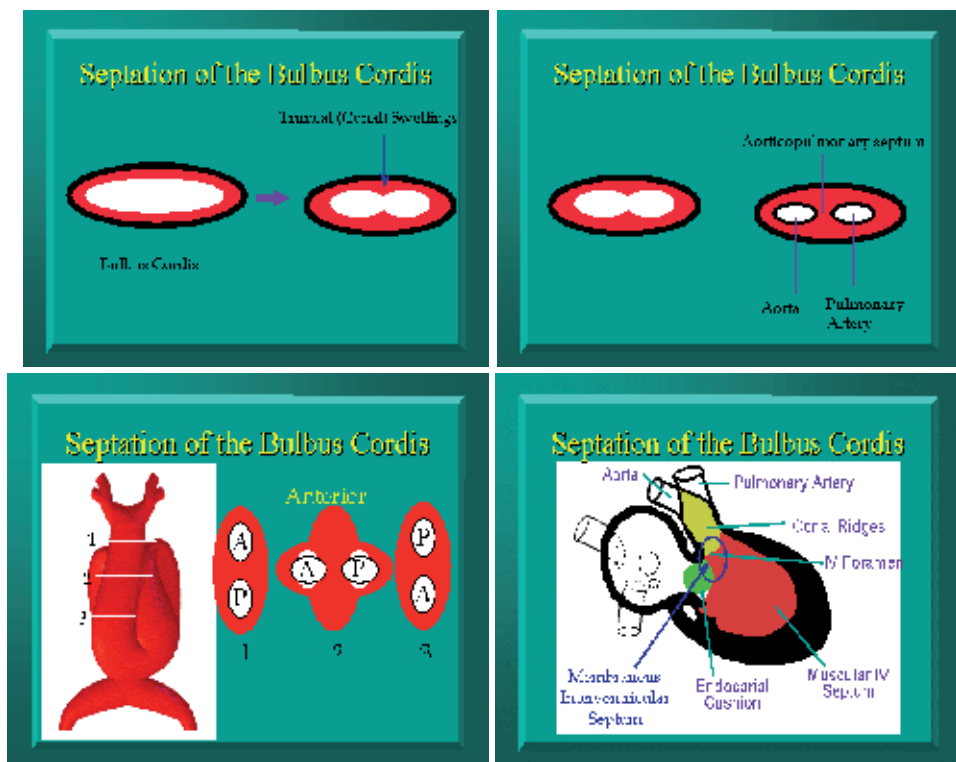 Septation of the Bulbus Cordis
Truncal (Conal) Swellings
Bulbus Cordis
Septation of the Bulbus Cordis
Aorticopulmonary septum
Aorta
Pulmonary
Artery
Septation of the Bulbus Cordis
Anterior
1
2
3
A
P
A
P
P
A
1
2
3
Septation of the Bulbus Cordis
Aorta
Pulmonary Artery
Conal Ridges
IV Foramen
Muscular IV
Septum
Endocarial
Cushion
Membranous
Interventricular
Septum